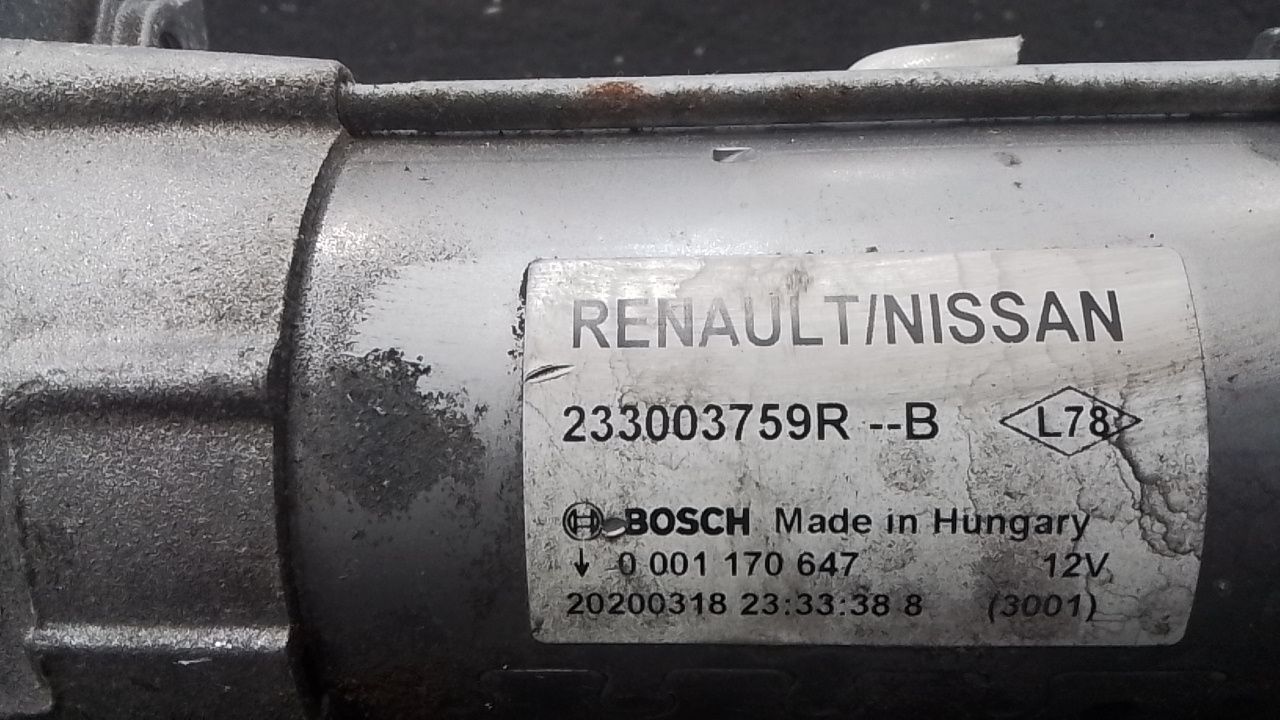 RENAULT/NISSAN
233003759R --B L78
BOSCH Made in Hungary
↓ 0 001 170 647 12V
20200318 23:33:38 8 (3001)